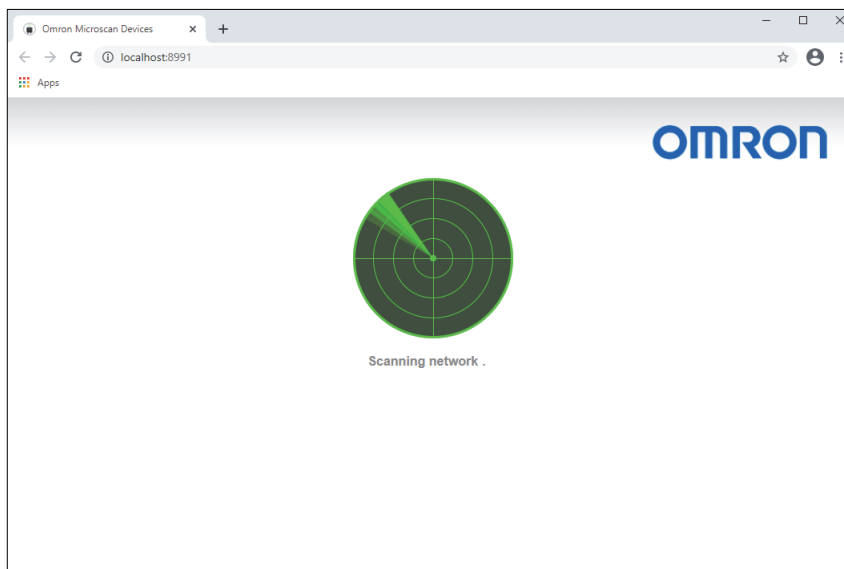 Omron Microscan Devices
localhost:8991
Apps
OMRON
Scanning network .